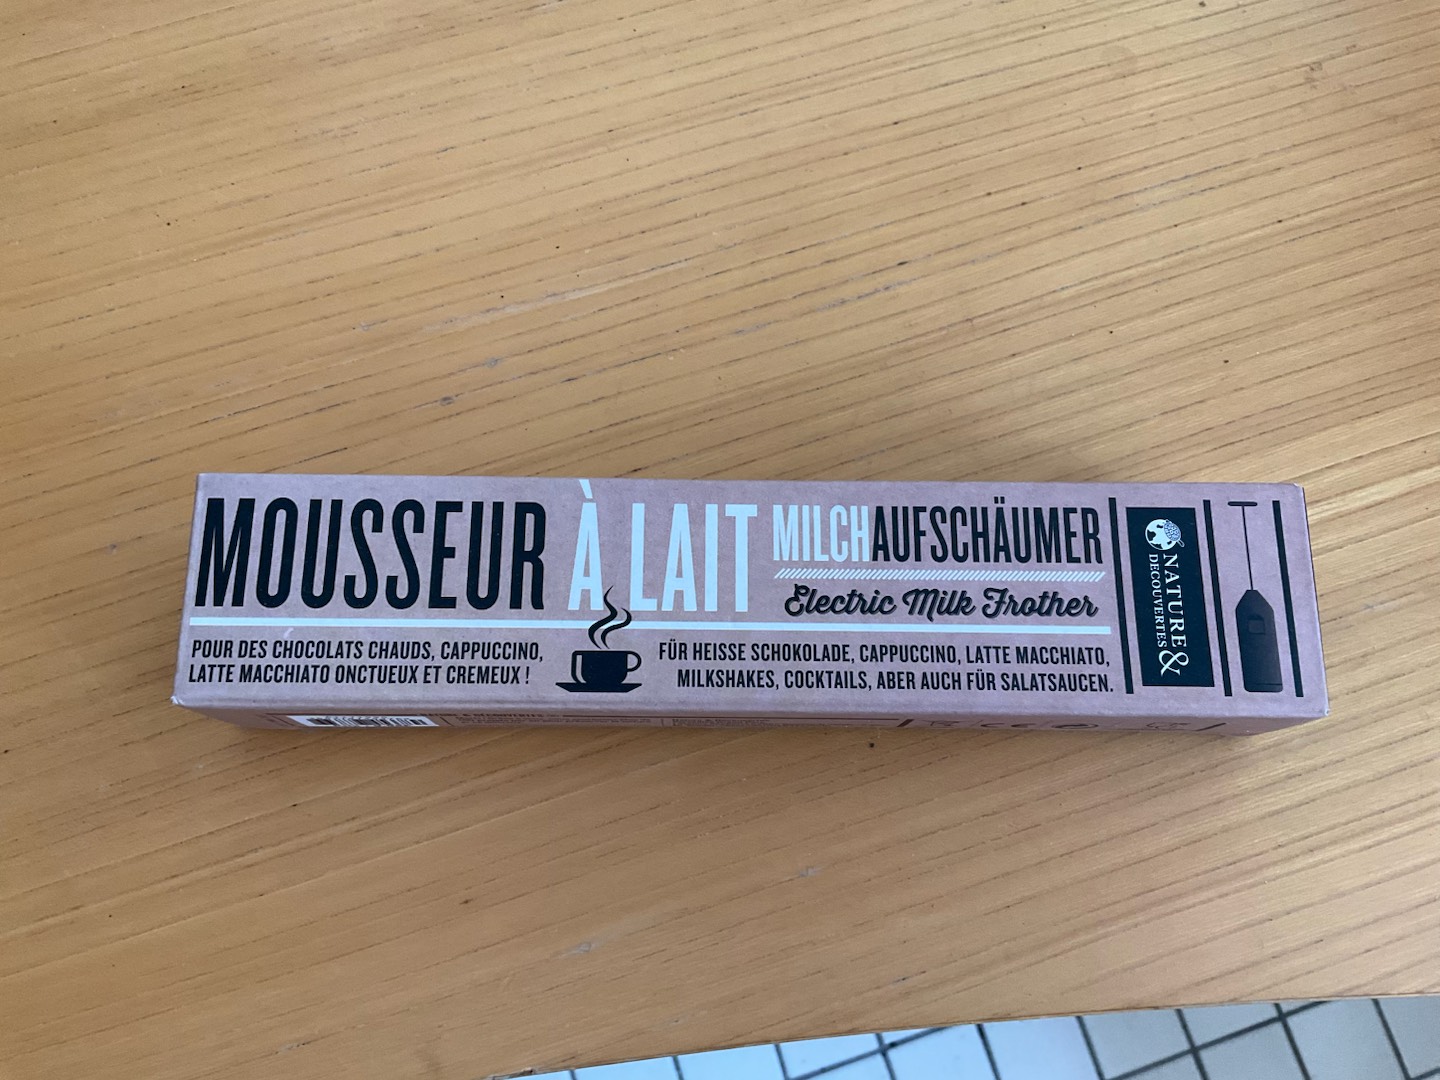 MOUSSEUR À LAIT
POUR DES CHOCOLATS CHAUDS, CAPPUCCINO,
LATTE MACCHIATO ONCTUEUX ET CREMEUX !
MILCHAUFSCHÄUMER
Electric Milk Frother
FÜR HEISSE SCHOKOLADE, CAPPUCCINO, LATTE MACCHIATO,
MILKSHAKES, COCKTAILS, ABER AUCH FÜR SALATSAUCEN.
NATURE &
DECOUVERTES